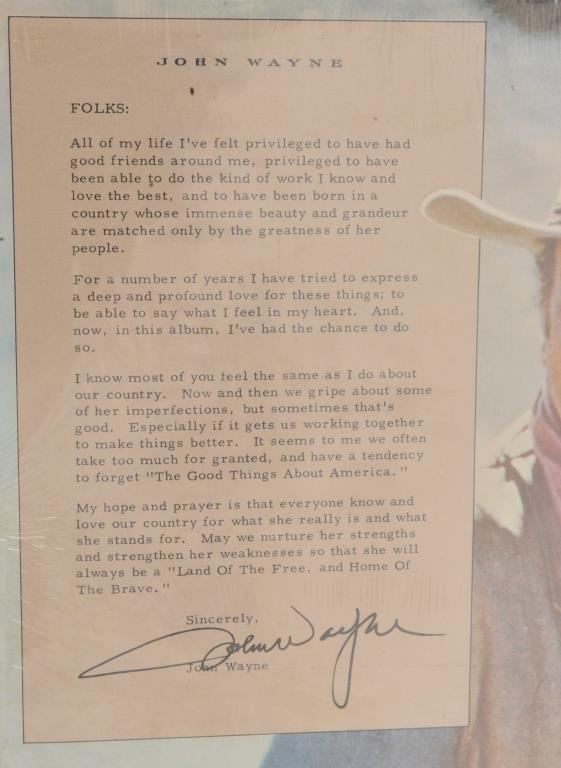 JOHN WAYNE
FOLKS:
All of my life I've felt privileged to have had
good friends around me, privileged to have
been able to do the kind of work I know and
love the best, and to have been born in a
country whose immense beauty and grandeur
are matched only by the greatness of her
people.
For a number of years I have tried to express
a deep and profound love for these things; to
be able to say what I feel in my heart. And,
now, in this album, I've had the chance to do
so.
I know most of you feel the same as I do about
our country. Now and then we gripe about some
of her imperfections, but sometimes that's
good. Especially if it gets us working together
to make things better. It seems to me we often
take too much for granted, and have a tendency
to forget "The Good Things About America."
My hope and prayer is that everyone know and
love our country for what she really is and what
she stands for. May we nurture her strengths
and strengthen her weaknesses so that she will
always be a "Land Of The Free, and Home Of
The Brave."
Sincerely,
John Wayne
John Wayne